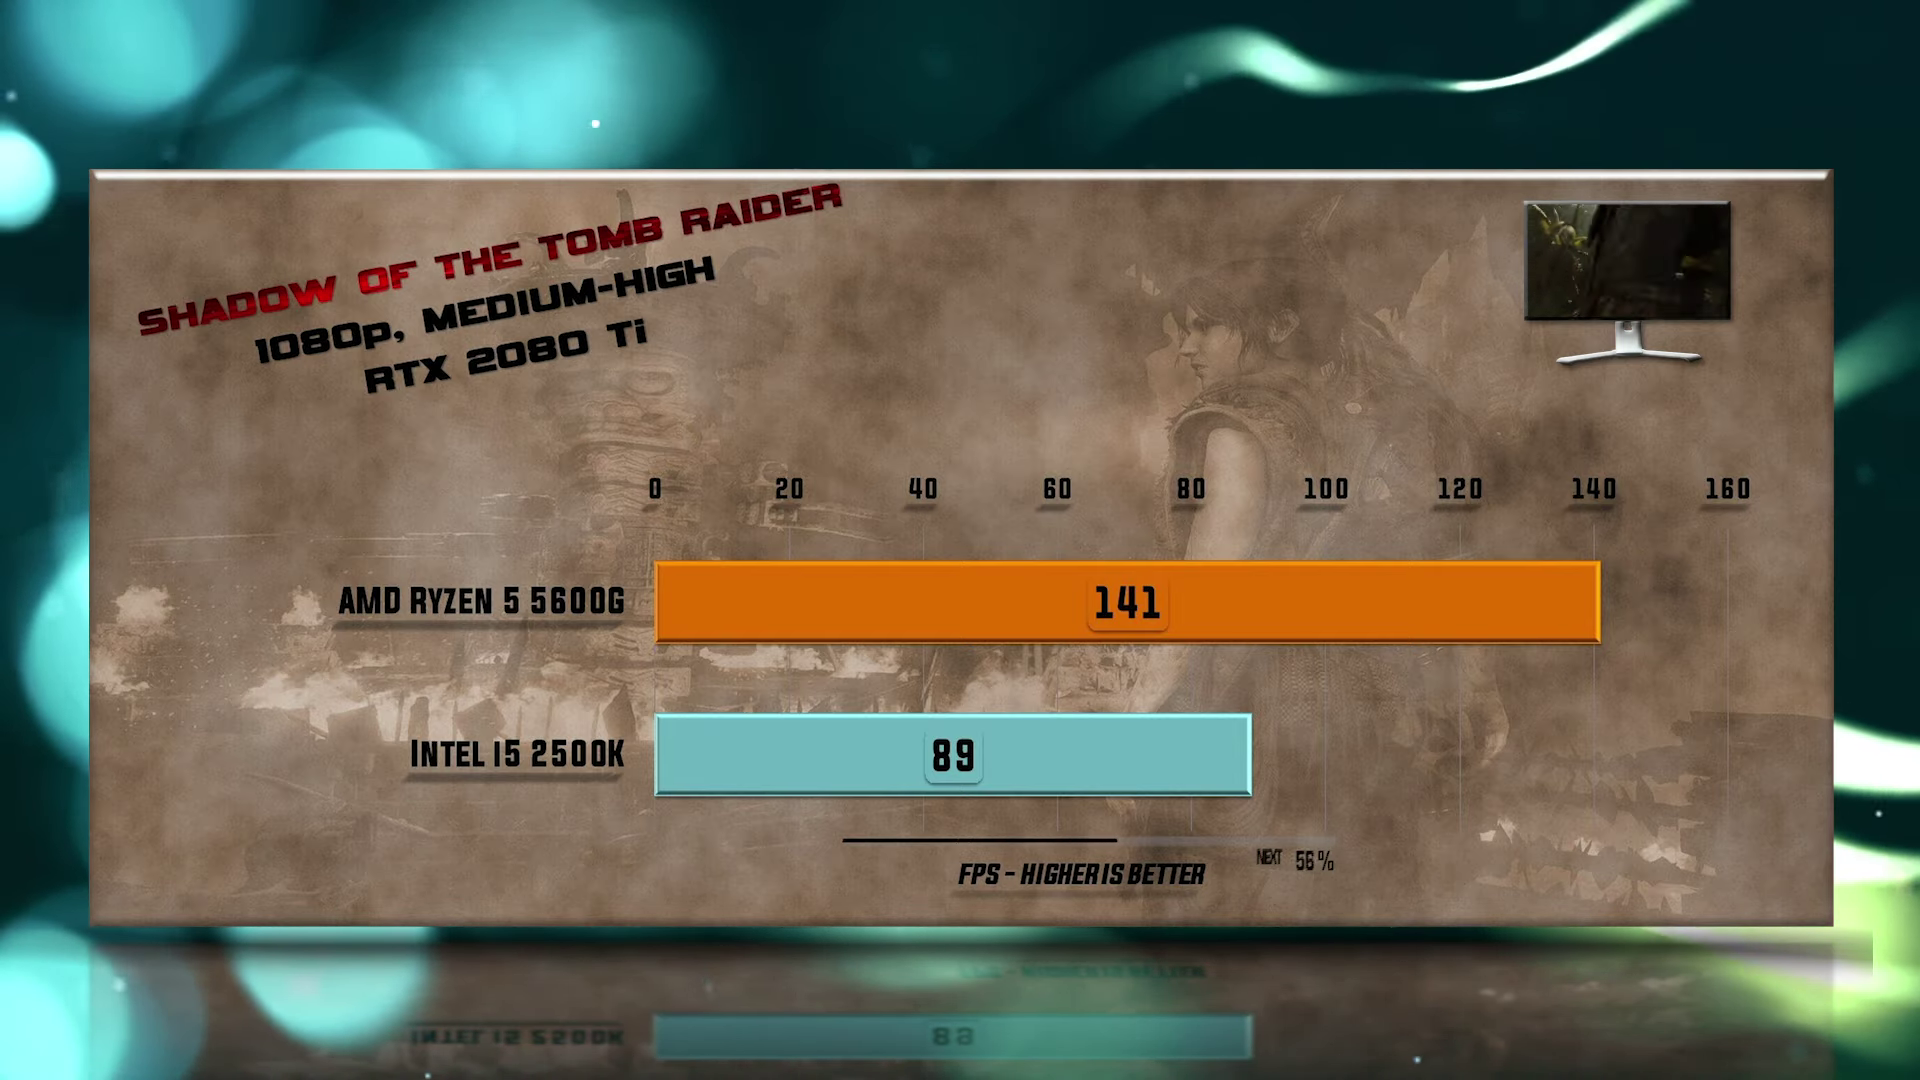 SHADOW OF THE TOMB RAIDER
1080p, MEDIUM-HIGH
RTX 2080 Ti
0 20 40 60 80 100 120 140 160
AMD RYZEN 5 5600G 141
INTEL I5 2500K 89
NEXT 56%
FPS - HIGHER IS BETTER